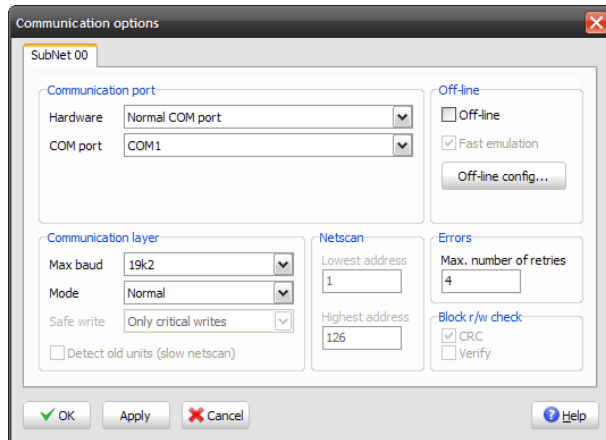 Communication options
SubNet 00
Communication port
Hardware
Normal COM port
COM port
COM1
Off-line
Off-line
Fast emulation
Off-line config...
Communication layer
Max baud
19k2
Mode
Normal
Safe write
Only critical writes
Detect old units (slow netscan)
Netscan
Lowest address
1
Highest address
126
Errors
Max. number of retries
4
Block r/w check
CRC
Verify
OK
Apply
Cancel
Help